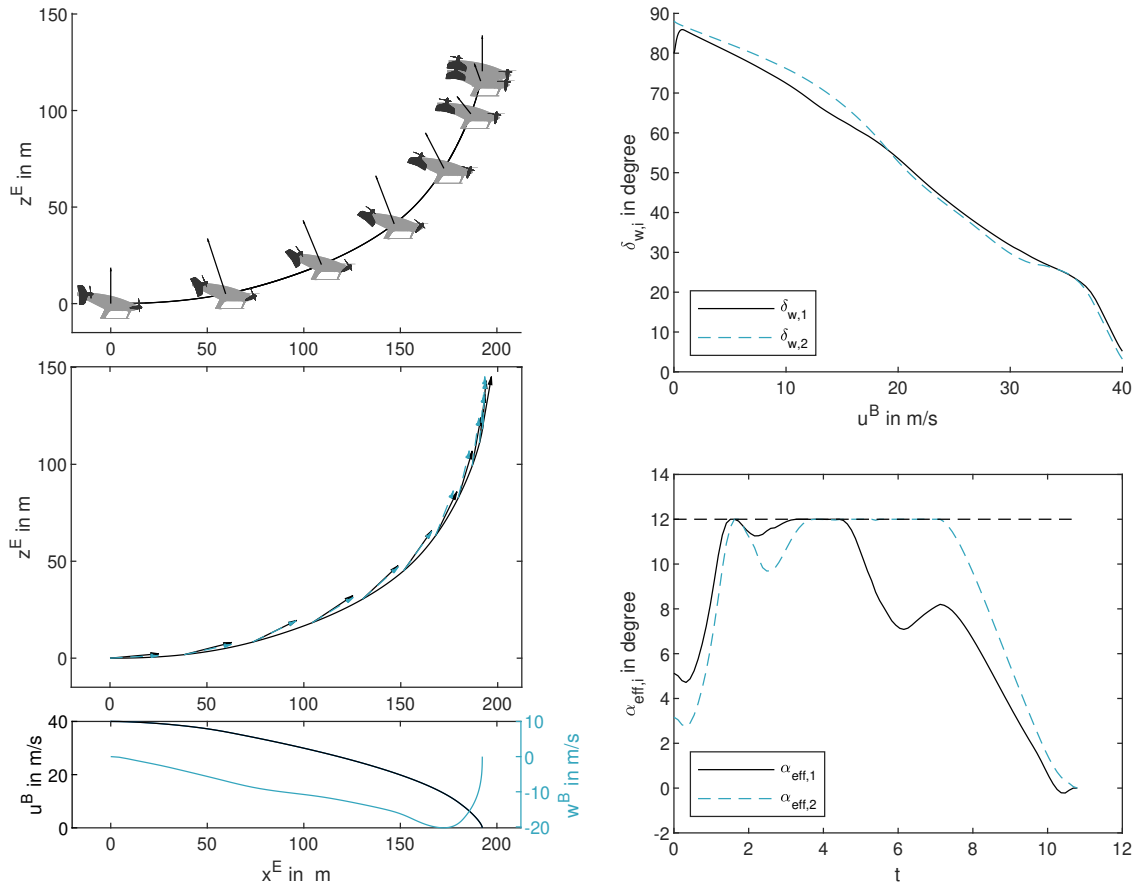 150
100
50
0
z^E in m
0 50 100 150 200
150
100
50
0
z^E in m
0 50 100 150 200
40
20
0
u^B in m/s
10
0
-10
-20
w^B in m/s
0 50 100 150 200
x^E in m
90
80
70
60
50
40
30
20
10
0
δ_w,i in degree
δ_w,1
δ_w,2
0 10 20 30 40
u^B in m/s
14
12
10
8
6
4
2
0
-2
α_eff,i in degree
α_eff,1
α_eff,2
0 2 4 6 8 10 12
t